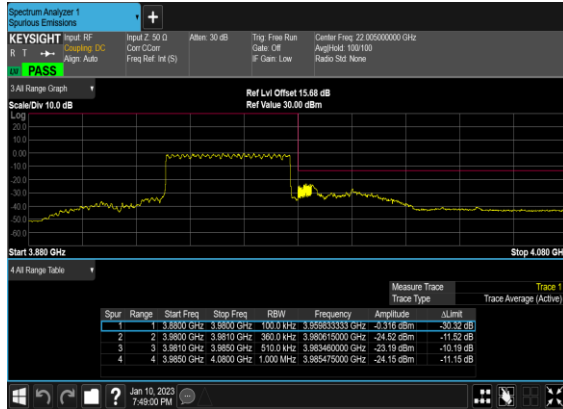 Spectrum Analyzer 1
Spurious Emissions
+
KEYSIGHT Input: RF Input Z: 50 Ω Atten: 30 dB Trig: Free Run Center Freq: 22.005000000 GHz
R T Coupling: DC Corr CCorr Gate: Off Avg|Hold: 100/100
Align: Auto Freq Ref: Int (S) IF Gain: Low Radio Std: None
PASS
3 All Range Graph
Ref Lvl Offset 15.68 dB
Scale/Div 10.0 dB Ref Value 30.00 dBm
Log
20.0
10.0
0.00
-10.0
-20.0
-30.0
-40.0
-50.0
-60.0
Start 3.880 GHz Stop 4.080 GH
4 All Range Table
Measure Trace Trace 1
Trace Type Trace Average (Active)
Spur Range Start Freq Stop Freq RBW Frequency Amplitude ΔLimit
1 1 3.8800 GHz 3.9800 GHz 100.0 kHz 3.959833333 GHz -0.316 dBm -30.32 dB
2 2 3.9800 GHz 3.9810 GHz 360.0 kHz 3.980615000 GHz -24.52 dBm -11.52 dB
3 3 3.9810 GHz 3.9850 GHz 510.0 kHz 3.983460000 GHz -23.19 dBm -10.19 dB
4 4 3.9850 GHz 4.0800 GHz 1.000 MHz 3.985475000 GHz -24.15 dBm -11.15 dB
? Jan 10, 2023
7:49:00 PM